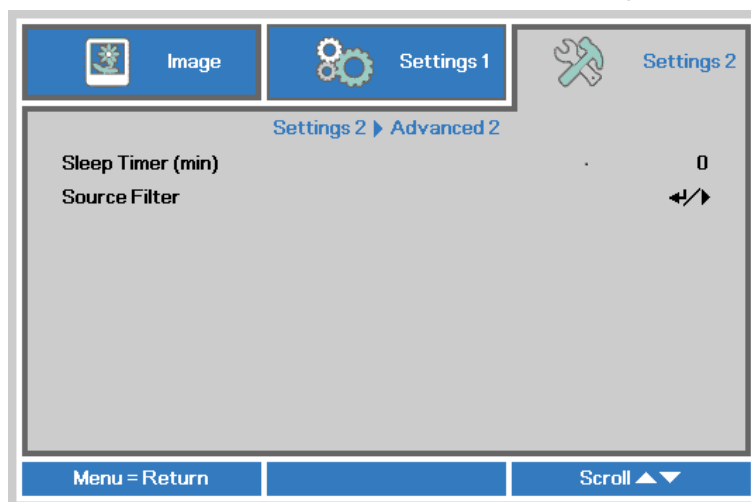 Image
Settings 1
Settings 2
Settings 2 ▶ Advanced 2
Sleep Timer (min) 0
Source Filter ↵/▶
Menu = Return
Scroll ▲▼